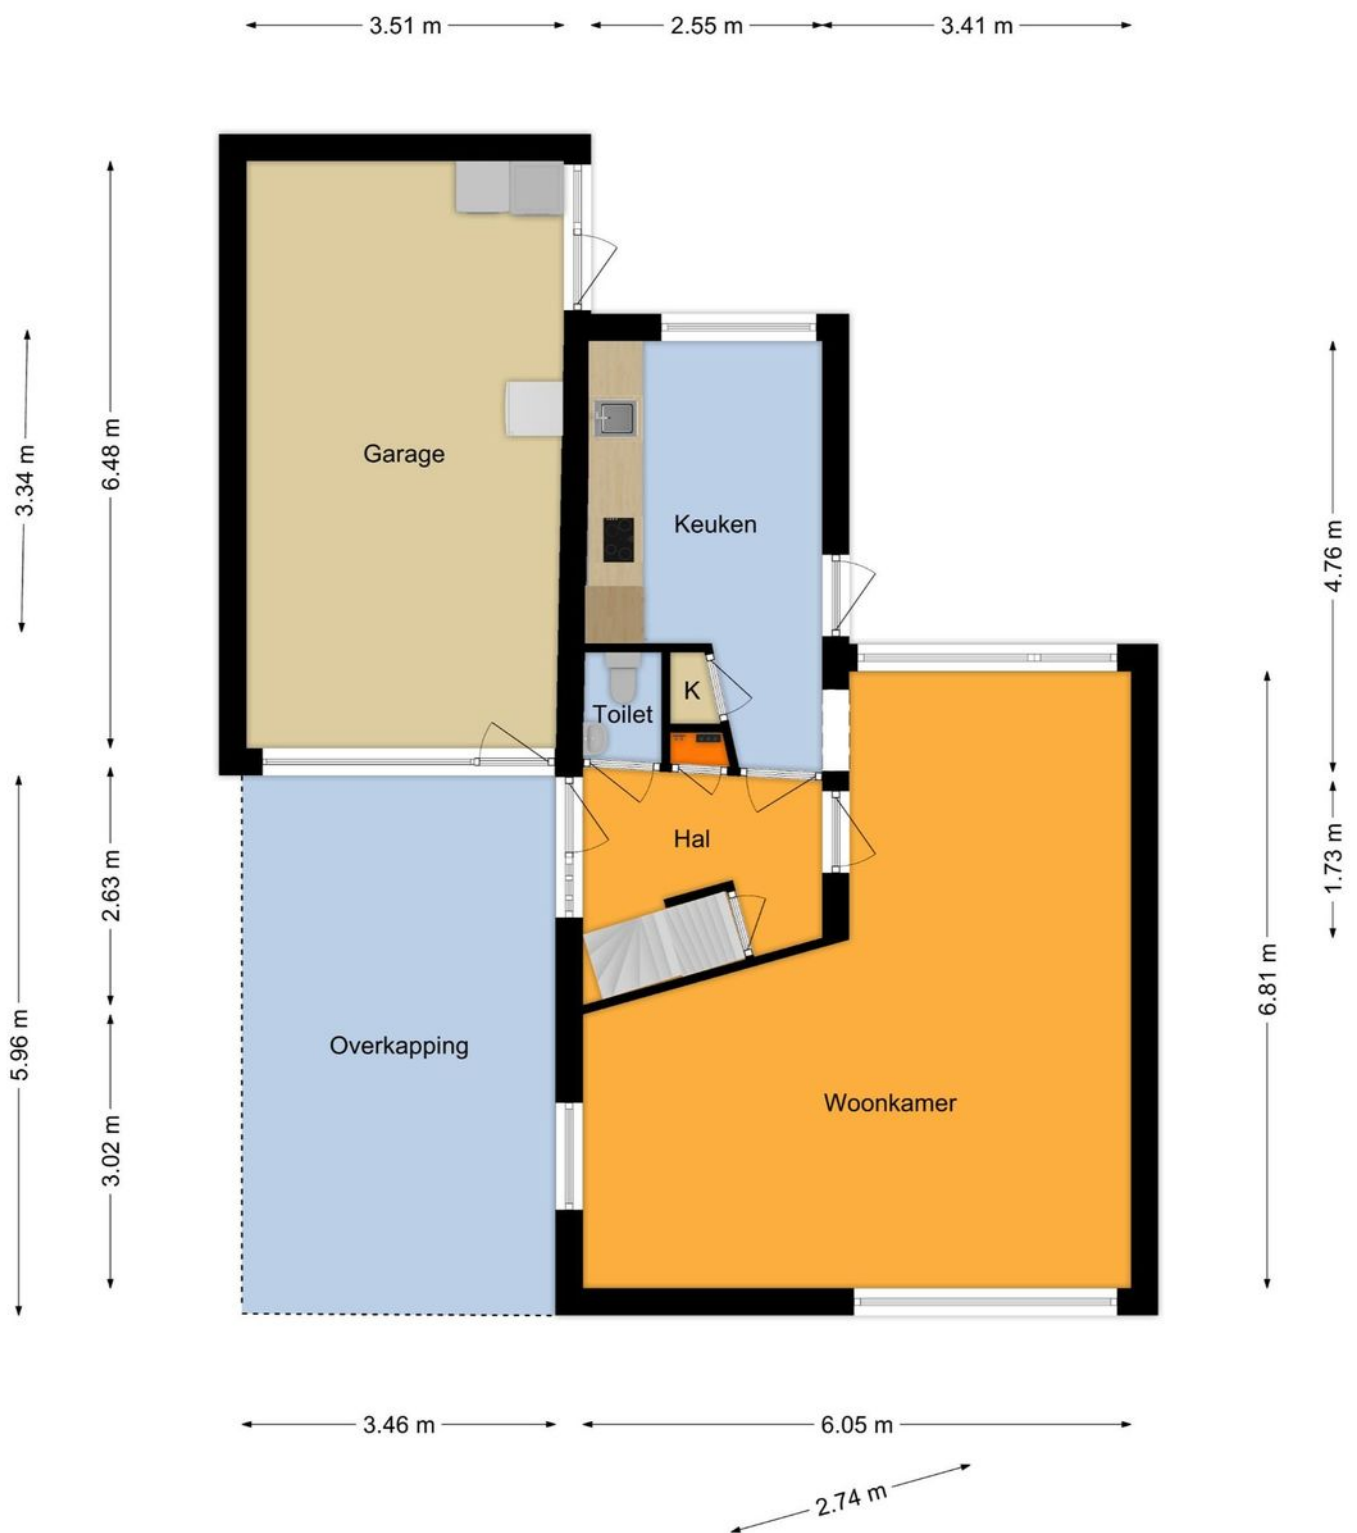 3.51 m
2.55 m
3.41 m
6.48 m
3.34 m
Garage
Keuken
4.76 m
K
Toilet
Hal
2.63 m
1.73 m
6.81 m
5.96 m
Overkapping
3.02 m
Woonkamer
3.46 m
6.05 m
2.74 m